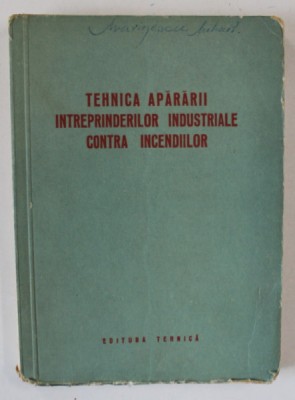 TEHNICA APĂRĂRII
INTREPRINDERILOR INDUSTRIALE
CONTRA INCENDIILOR
EDITURA TEHNICĂ